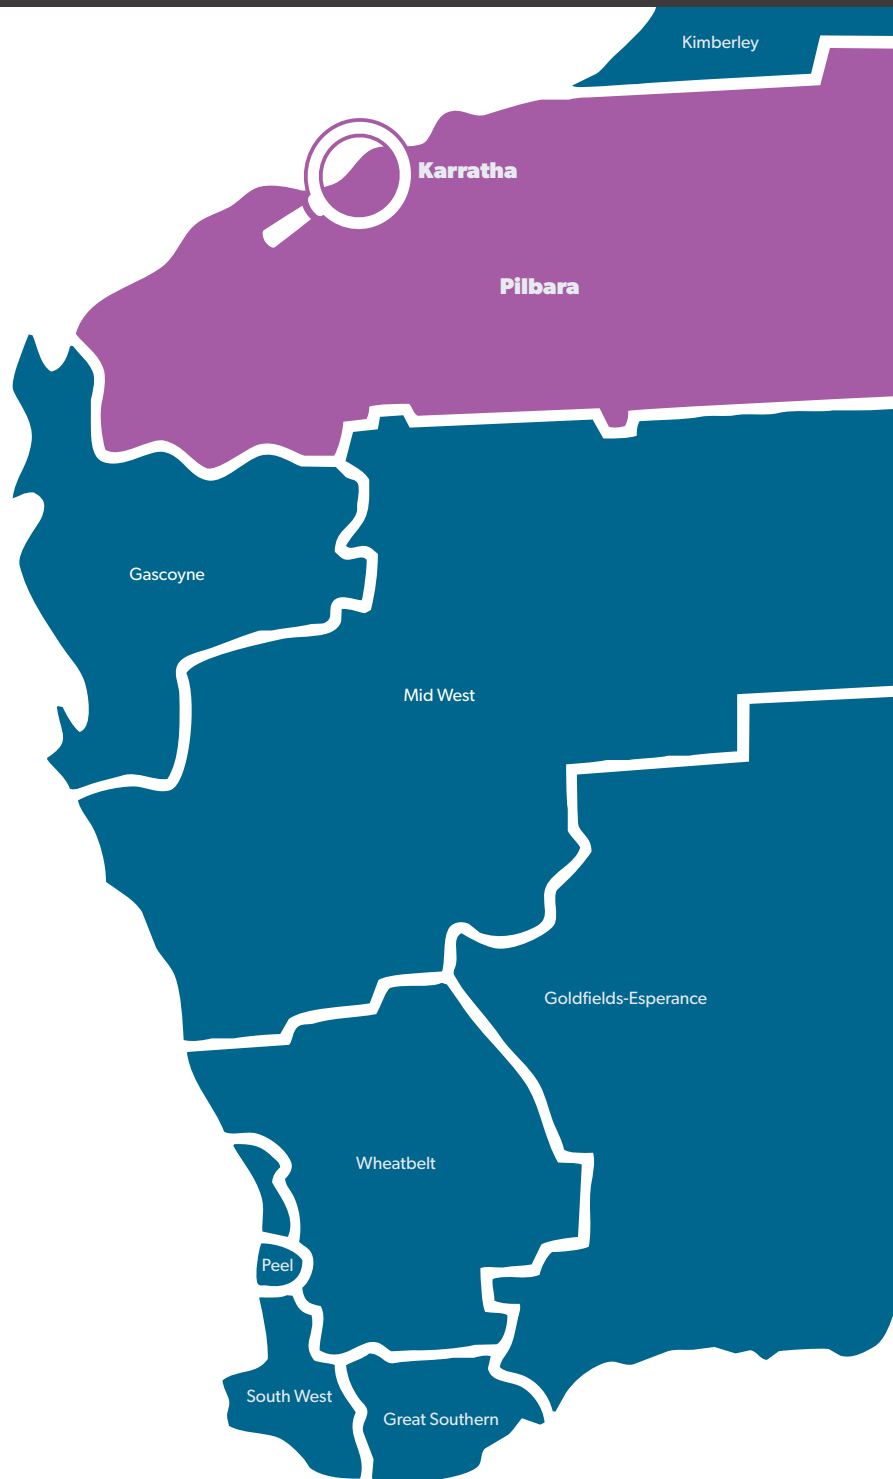 Kimberley
Karratha
Pilbara
Gascoyne
Mid West
Goldfields-Esperance
Wheatbelt
Peel
South West
Great Southern